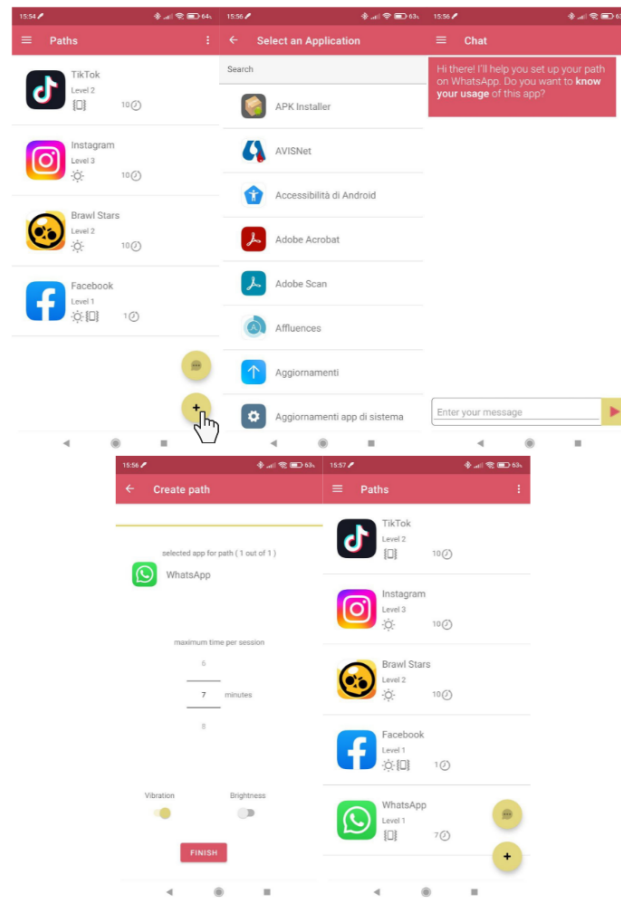 15:54 64%
Paths
TikTok
Level 2
10
Instagram
Level 3
10
Brawl Stars
Level 2
10
Facebook
Level 1
1
15:56 63%
Select an Application
Search
APK Installer
AVISNet
Accessibilità di Android
Adobe Acrobat
Adobe Scan
Affluences
Aggiornamenti
Aggiornamenti app di sistema
15:56
Chat
Hi there! I'll help you set up your path
on WhatsApp. Do you want to know
your usage of this app?
Enter your message
15:56 63%
Create path
selected app for path ( 1 out of 1 )
WhatsApp
maximum time per session
6
7 minutes
8
Vibration Brightness
FINISH
15:57 63%
Paths
TikTok
Level 2
10
Instagram
Level 3
10
Brawl Stars
Level 2
10
Facebook
Level 1
1
WhatsApp
Level 1
7